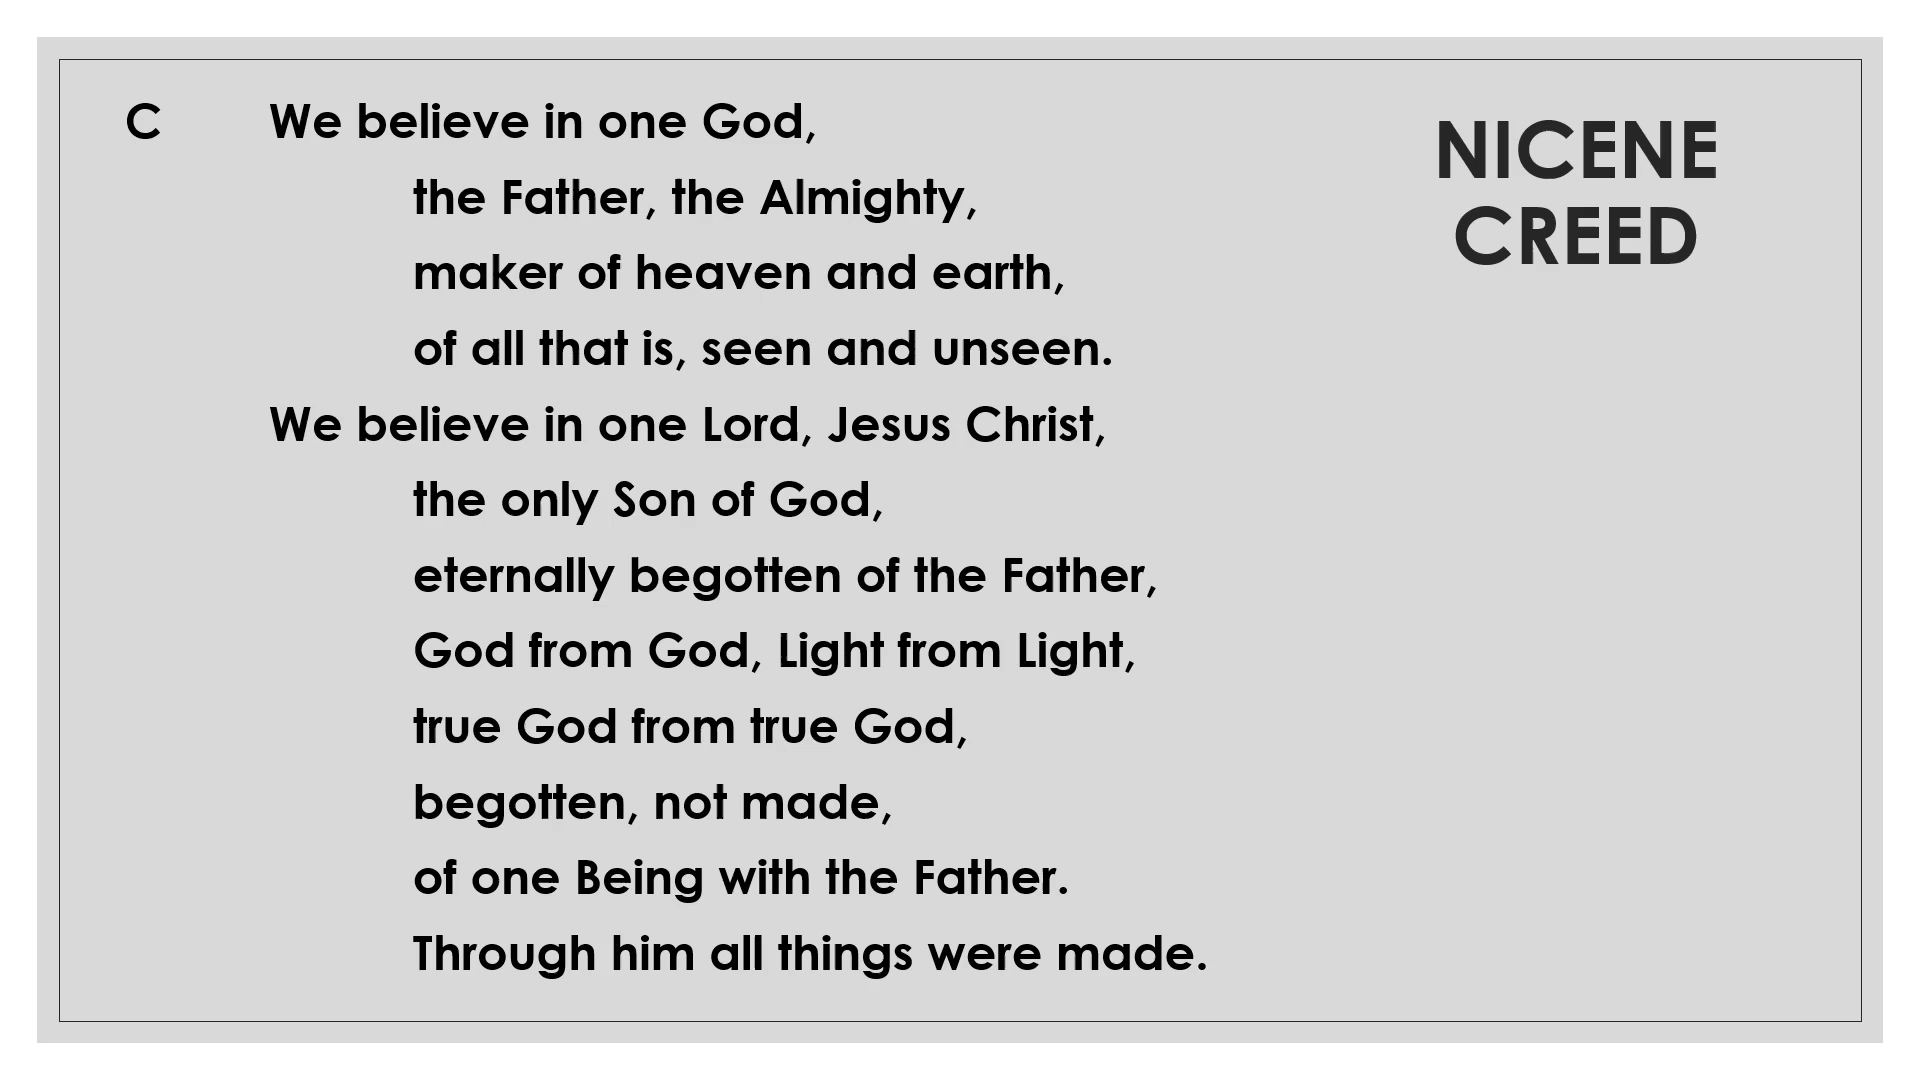 C We believe in one God,
the Father, the Almighty,
maker of heaven and earth,
of all that is, seen and unseen.
We believe in one Lord, Jesus Christ,
the only Son of God,
eternally begotten of the Father,
God from God, Light from Light,
true God from true God,
begotten, not made,
of one Being with the Father.
Through him all things were made.
NICENE
CREED